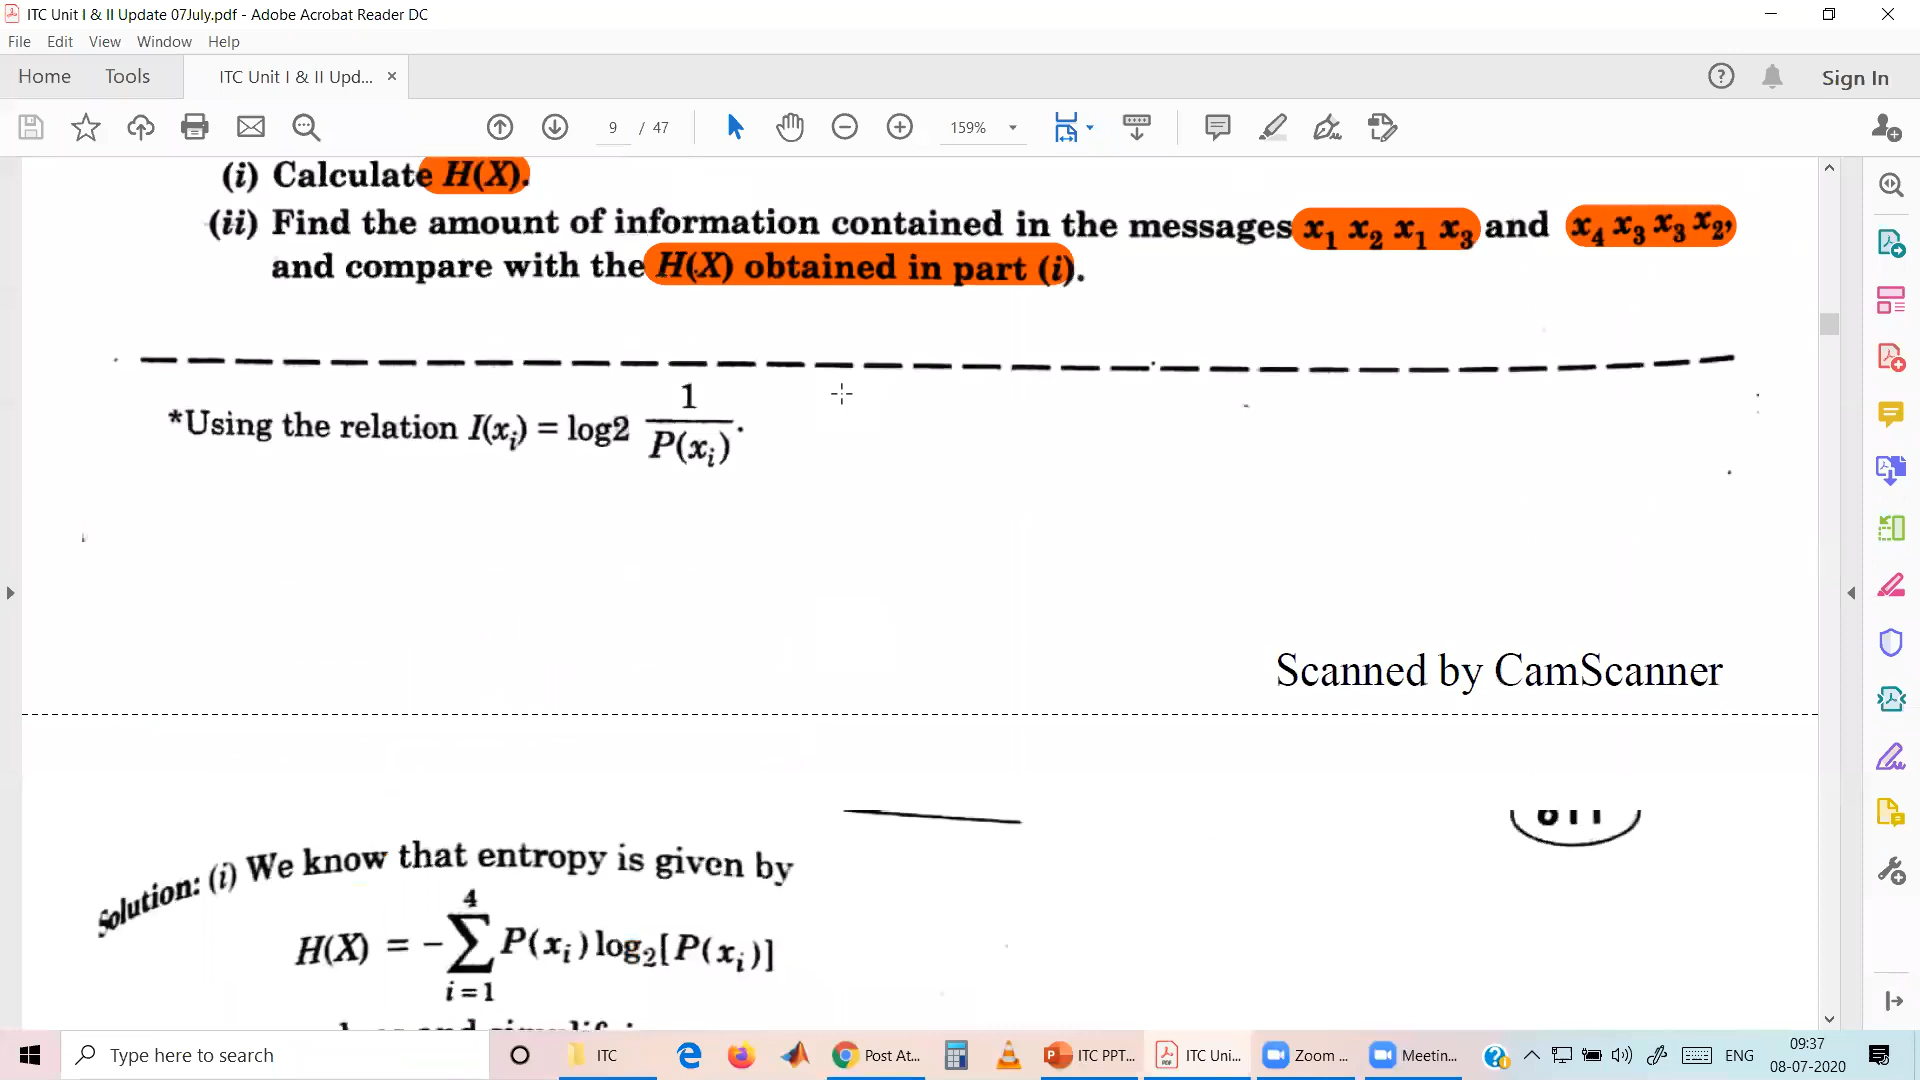 ITC Unit I & II Update 07July.pdf - Adobe Acrobat Reader DC
File Edit View Window Help
Home Tools ITC Unit I & II Upd... × Sign In
9 / 47 159%
(i) Calculate H(X).
(ii) Find the amount of information contained in the messages x₁ x₂ x₁ x₃ and x₄ x₃ x₃ x₂,
and compare with the H(X) obtained in part (i).
*Using the relation I(xᵢ) = log2 1/P(xᵢ).
Scanned by CamScanner
Solution: (i) We know that entropy is given by
H(X) = – ∑ᵢ₌₁⁴ P(xᵢ) log₂[P(xᵢ)]
Type here to search ITC Post At... ITC PPT... ITC Uni... Zoom ... Meetin... ENG 09:37
08-07-2020